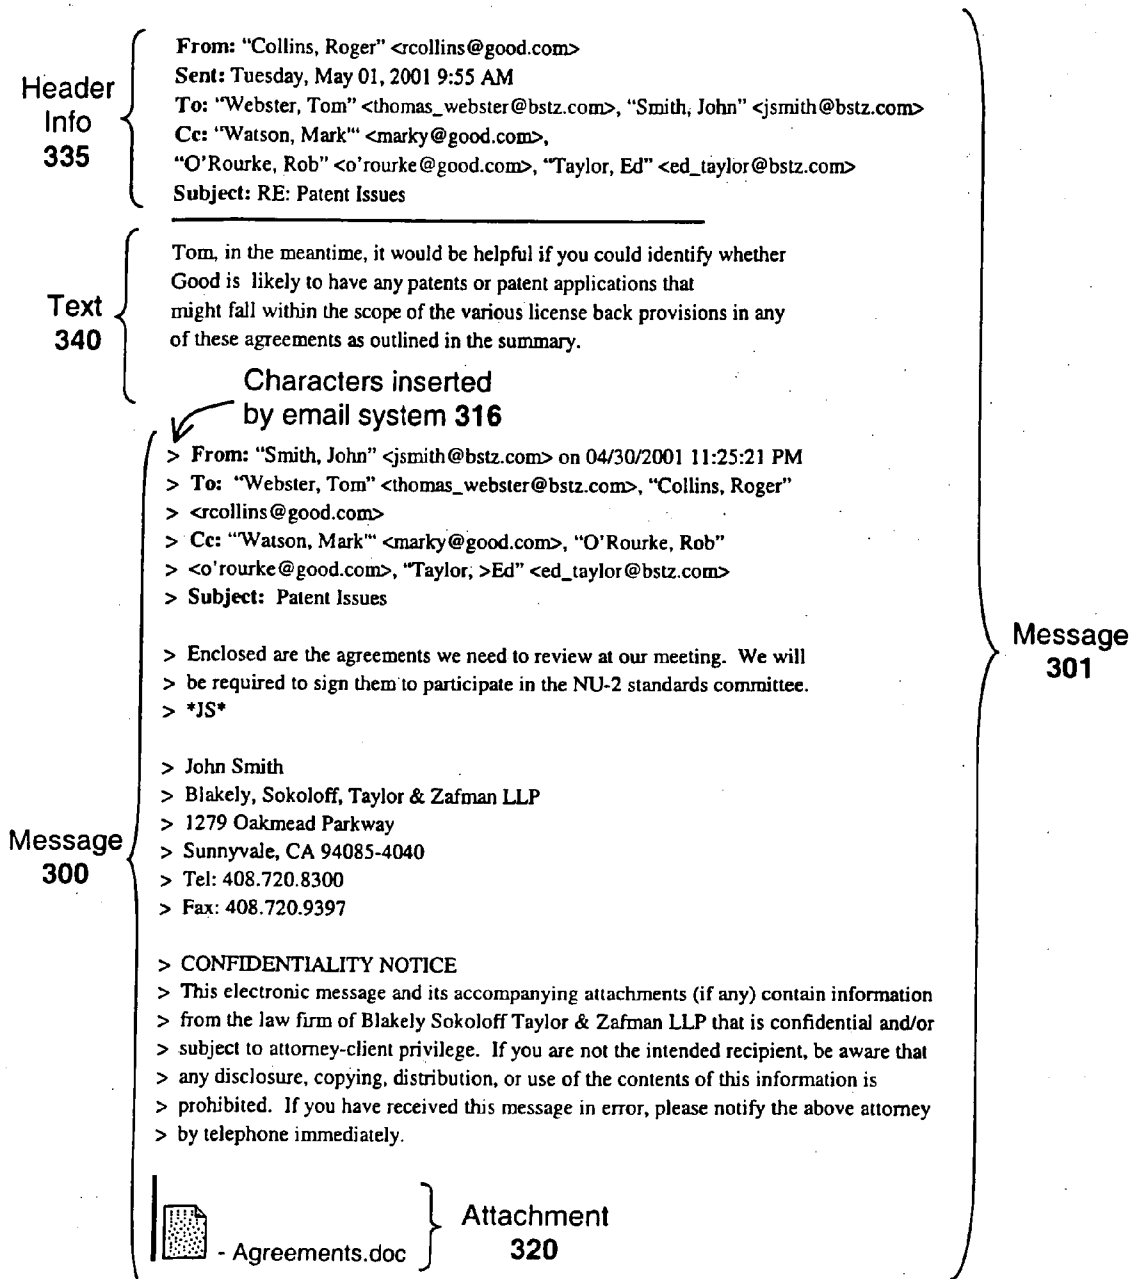 Header
Info
335
From: “Collins, Roger” <rcollins@good.com>
Sent: Tuesday, May 01, 2001 9:55 AM
To: “Webster, Tom” <thomas_webster@bstz.com>, “Smith, John” <jsmith@bstz.com>
Cc: “Watson, Mark'” <marky@good.com>,
“O'Rourke, Rob” <o'rourke@good.com>, “Taylor, Ed” <ed_taylor@bstz.com>
Subject: RE: Patent Issues
Text
340
Tom, in the meantime, it would be helpful if you could identify whether
Good is likely to have any patents or patent applications that
might fall within the scope of the various license back provisions in any
of these agreements as outlined in the summary.
Characters inserted
by email system 316
> From: “Smith, John” <jsmith@bstz.com> on 04/30/2001 11:25:21 PM
> To: “Webster, Tom” <thomas_webster@bstz.com>, “Collins, Roger”
> <rcollins@good.com>
> Cc: “'Watson, Mark'” <marky@good.com>, “O'Rourke, Rob”
> <o'rourke@good.com>, “Taylor, >Ed” <ed_taylor@bstz.com>
> Subject: Patent Issues
> Enclosed are the agreements we need to review at our meeting. We will
> be required to sign them to participate in the NU-2 standards committee.
> *JS*
> John Smith
> Blakely, Sokoloff, Taylor & Zafman LLP
> 1279 Oakmead Parkway
> Sunnyvale, CA 94085-4040
> Tel: 408.720.8300
> Fax: 408.720.9397
> CONFIDENTIALITY NOTICE
> This electronic message and its accompanying attachments (if any) contain information
> from the law firm of Blakely Sokoloff Taylor & Zafman LLP that is confidential and/or
> subject to attorney-client privilege. If you are not the intended recipient, be aware that
> any disclosure, copying, distribution, or use of the contents of this information is
> prohibited. If you have received this message in error, please notify the above attorney
> by telephone immediately.
Message
300
Message
301
- Agreements.doc
Attachment
320